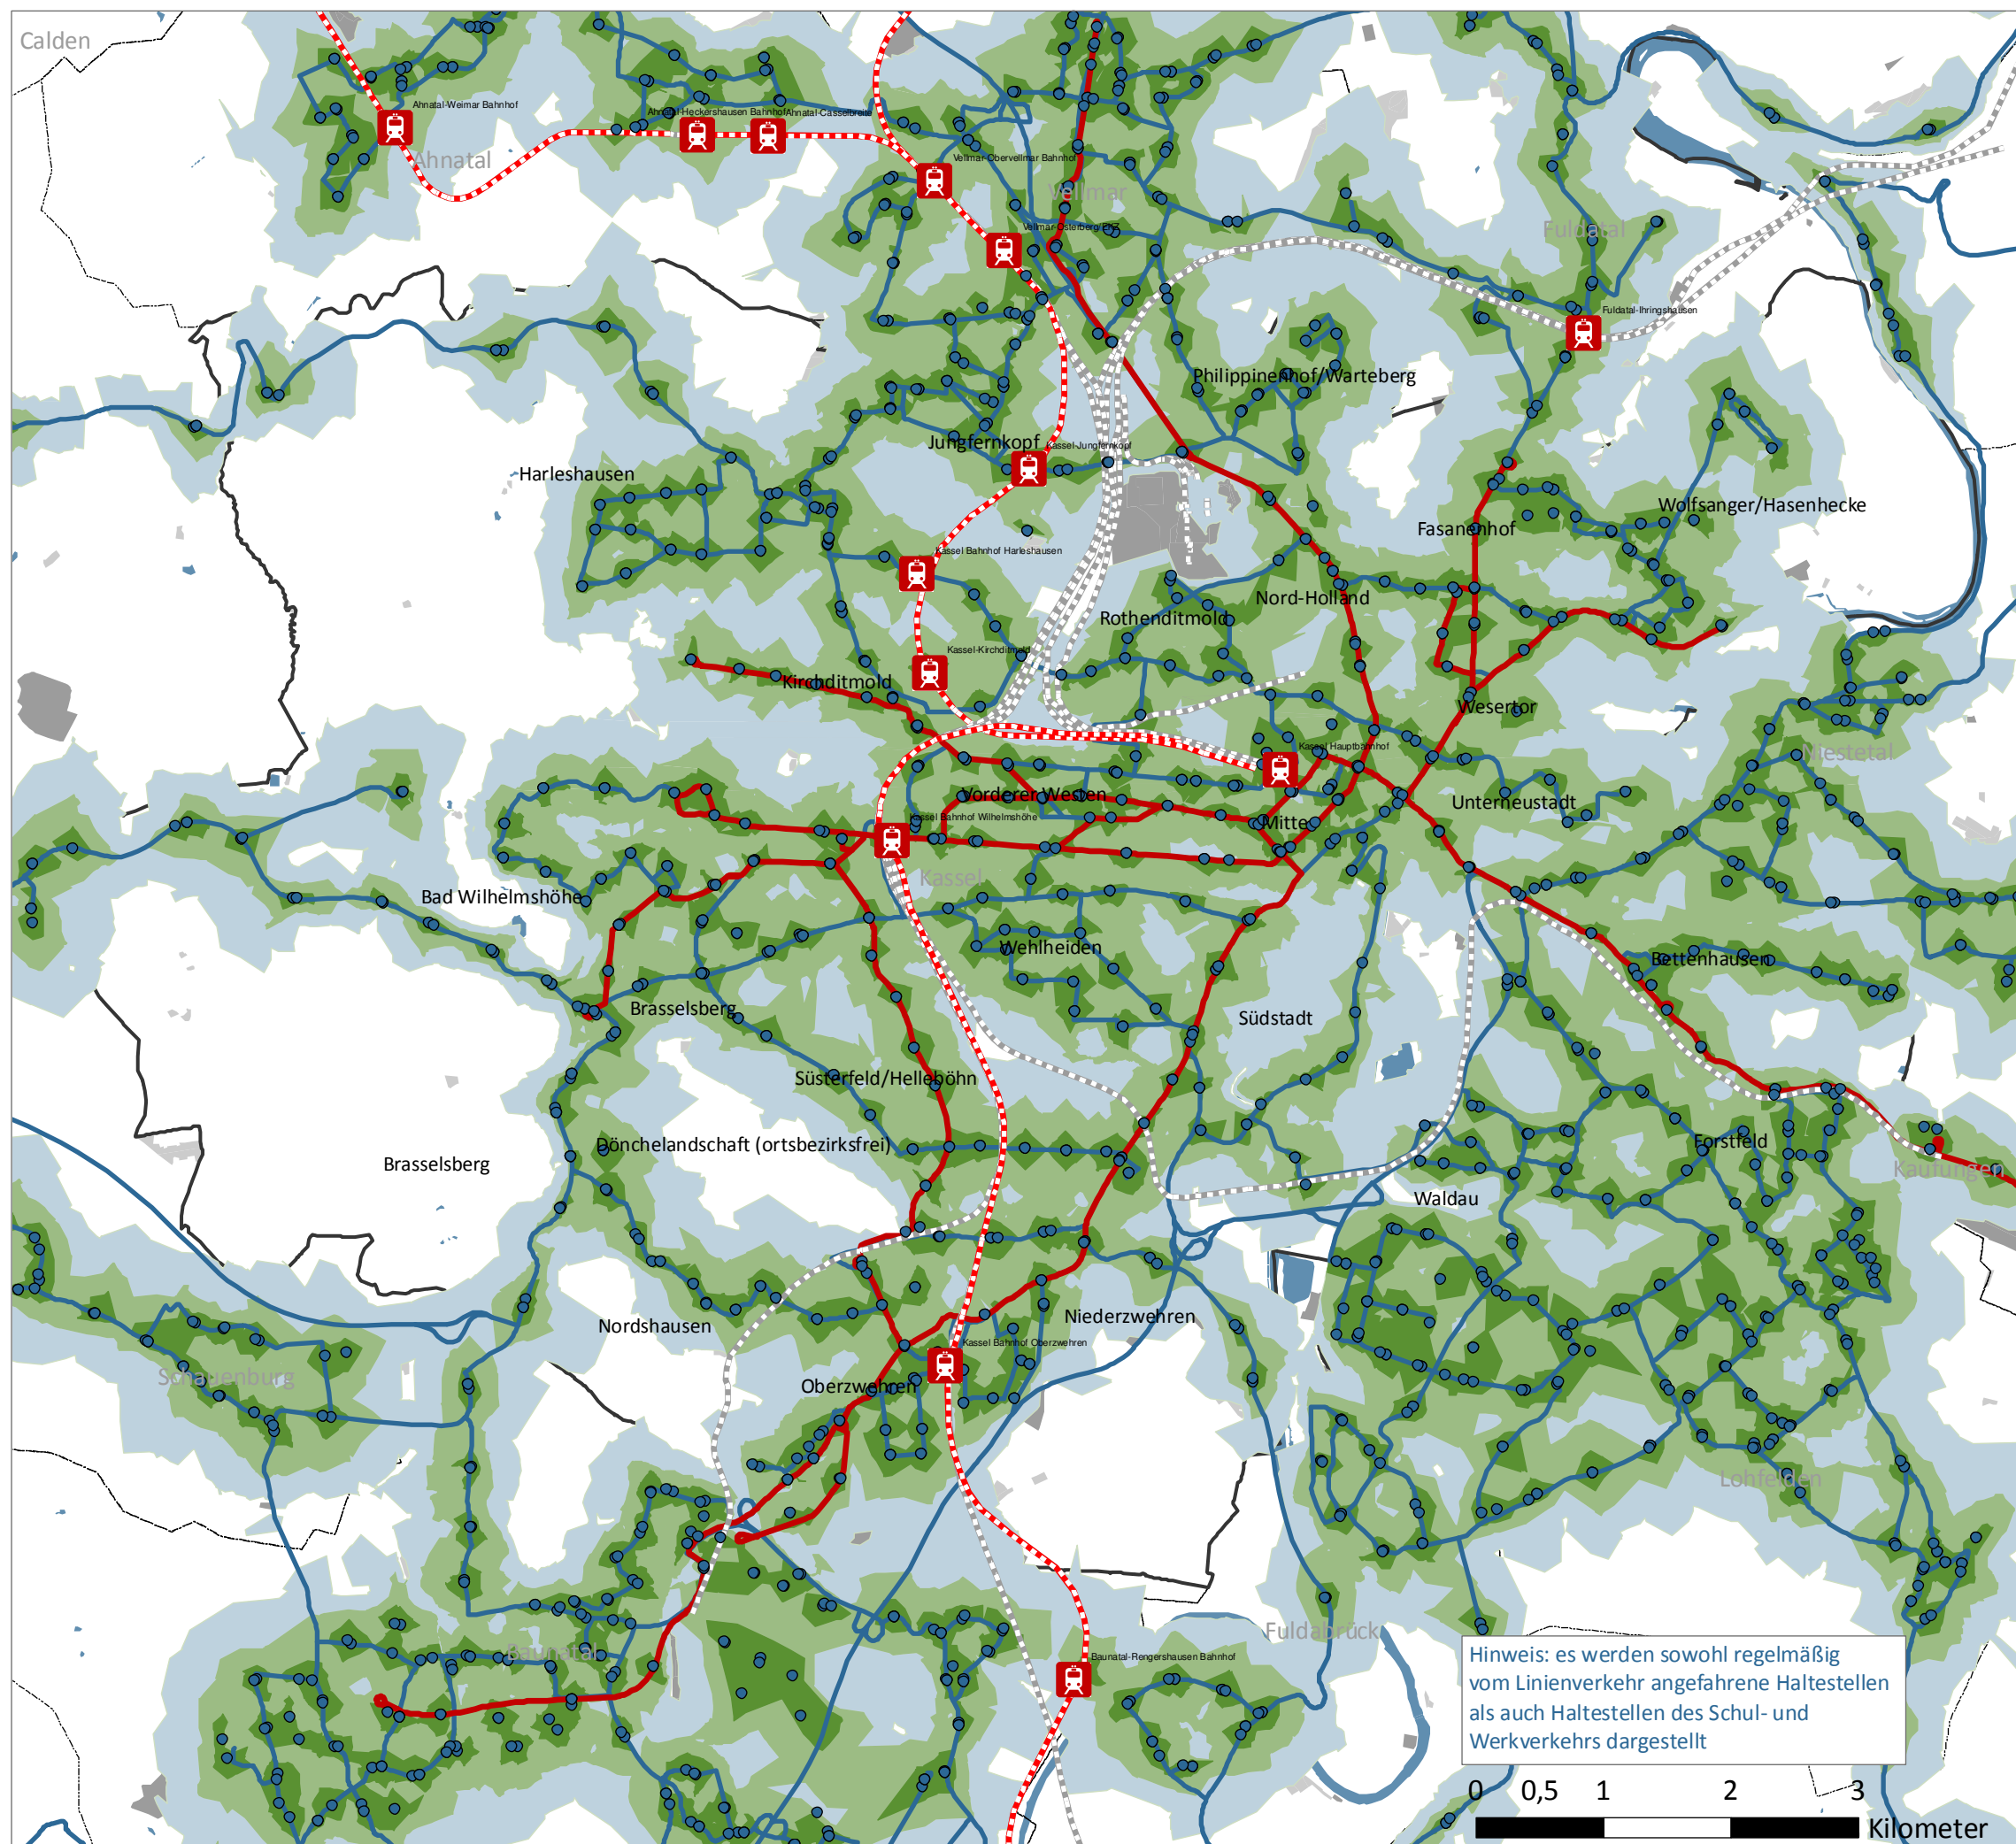 Calden
Ahnatal-Weimar Bahnhof
Ahnatal-Heckershausen Bahnhof
Ahnatal-Casselbreite
Ahnatal
Vellmar-Obervellmar Bahnhof
Vellmar
Vellmar-Osterberg/EKZ
Fuldatal
Fuldatal-Ihringshausen
Philippinenhof/Warteberg
Jungfernkopf
Kassel-Jungfernkopf
Harleshausen
Wolfsanger/Hasenhecke
Fasanenhof
Kassel Bahnhof Harleshausen
Nord-Holland
Rothenditmold
Kassel-Kirchditmold
Kirchditmold
Wesertor
Kassel Hauptbahnhof
Niestetal
Vorderer Westen
Unterneustadt
Kassel Bahnhof Wilhelmshöhe
Mitte
Kassel
Bad Wilhelmshöhe
Wehlheiden
Bettenhausen
Brasselsberg
Südstadt
Süsterfeld/Helleböhn
Dönchelandschaft (ortsbezirksfrei)
Forstfeld
Brasselsberg
Kaufungen
Waldau
Niederzwehren
Nordshausen
Kassel Bahnhof Oberzwehren
Schauenburg
Oberzwehren
Lohfelden
Fuldabrück
Baunatal
Baunatal-Rengershausen Bahnhof
Hinweis: es werden sowohl regelmäßig
vom Linienverkehr angefahrene Haltestellen
als auch Haltestellen des Schul- und
Werkverkehrs dargestellt
0 0,5 1 2 3
Kilometer